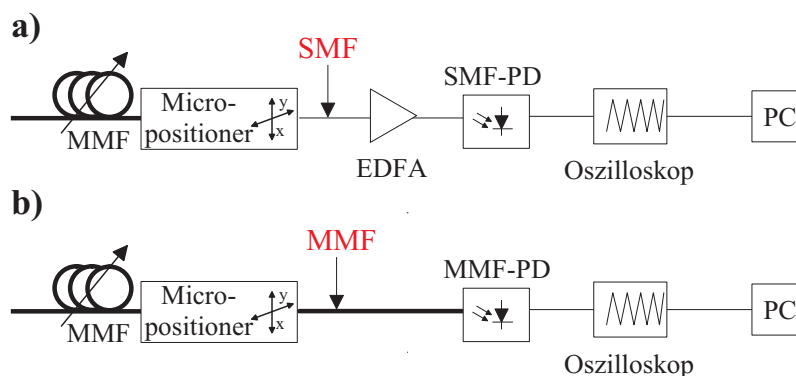 a)
SMF
SMF-PD
Micro-
positioner
y
x
MMF
EDFA
Oszilloskop
PC
b)
MMF
MMF-PD
Micro-
positioner
y
x
MMF
Oszilloskop
PC